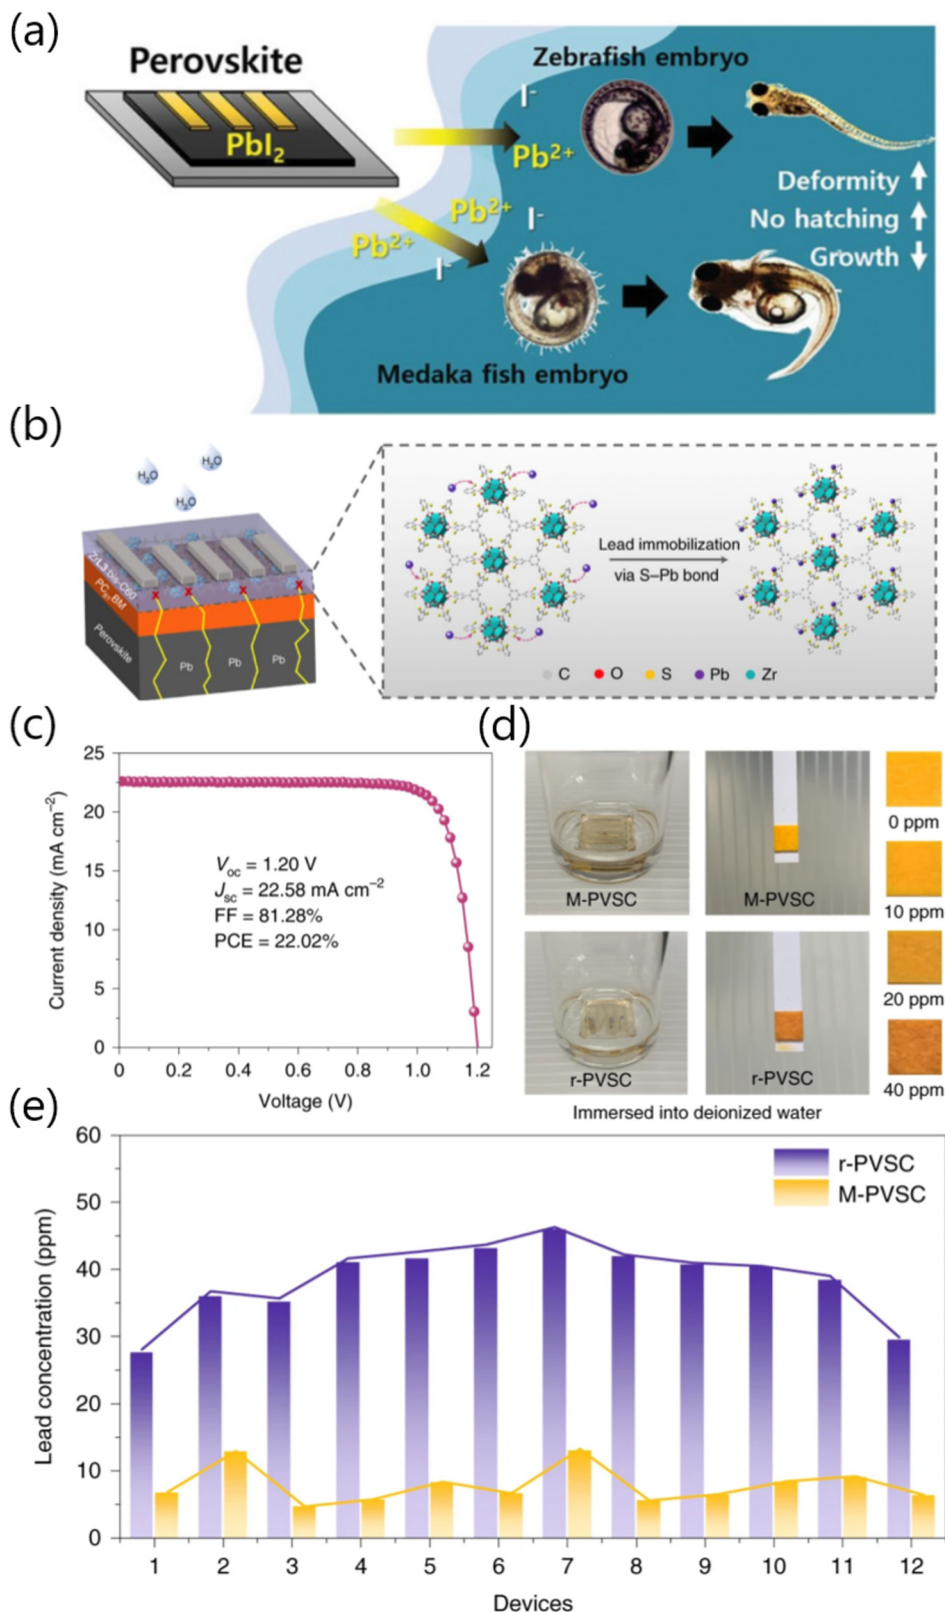 (a)
Perovskite
PbI₂
Zebrafish embryo
I⁻
Pb²⁺
Pb²⁺
I⁻
Pb²⁺
I⁻
Deformity
No hatching
Growth
Medaka fish embryo
(b)
H₂O
H₂O
H₂O
ZrL3:bis-C60
PC₆₁BM
Perovskite
Pb
Pb
Pb
Lead immobilization
via S–Pb bond
C
O
S
Pb
Zr
(c)
25
20
15
10
5
0
Current density (mA cm⁻²)
Vₒc = 1.20 V
Jₛc = 22.58 mA cm⁻²
FF = 81.28%
PCE = 22.02%
0
0.2
0.4
0.6
0.8
1.0
1.2
Voltage (V)
(d)
M-PVSC
M-PVSC
r-PVSC
r-PVSC
0 ppm
10 ppm
20 ppm
40 ppm
Immersed into deionized water
(e)
60
50
40
30
20
10
0
Lead concentration (ppm)
r-PVSC
M-PVSC
1
2
3
4
5
6
7
8
9
10
11
12
Devices